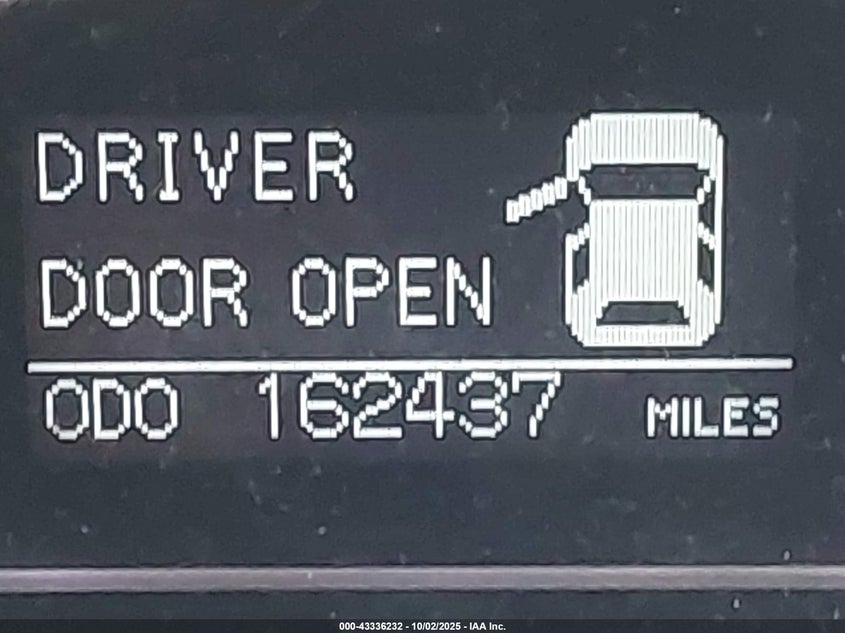 DRIVER
DOOR OPEN
ODO 162437 MILES
000-43336232 - 10/02/2025 - IAA Inc.